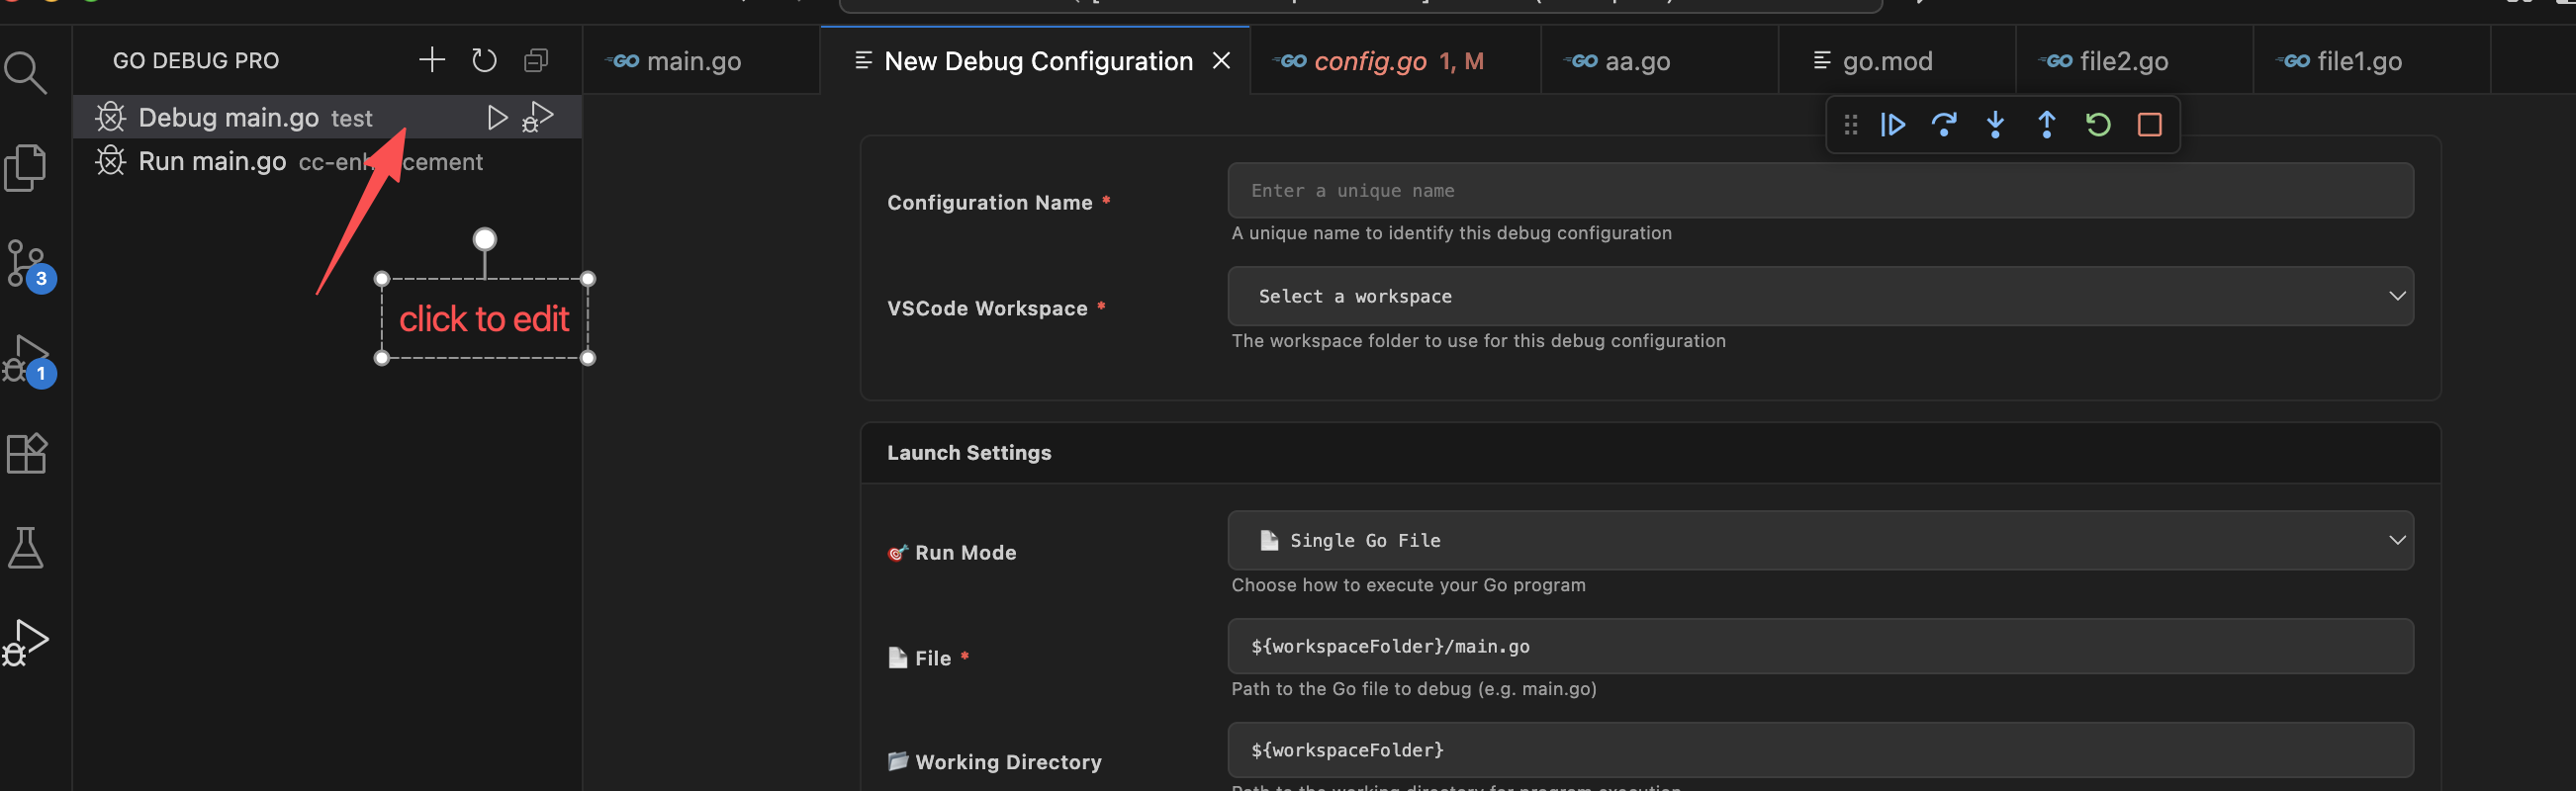 GO DEBUG PRO
Debug main.go test
Run main.go cc-enh cement
click to edit
3
1
GO main.go
New Debug Configuration
GO config.go 1, M
GO aa.go
go.mod
GO file2.go
GO file1.go
Configuration Name *
Enter a unique name
A unique name to identify this debug configuration
VSCode Workspace *
Select a workspace
The workspace folder to use for this debug configuration
Launch Settings
Run Mode
Single Go File
Choose how to execute your Go program
File *
${workspaceFolder}/main.go
Path to the Go file to debug (e.g. main.go)
Working Directory
${workspaceFolder}